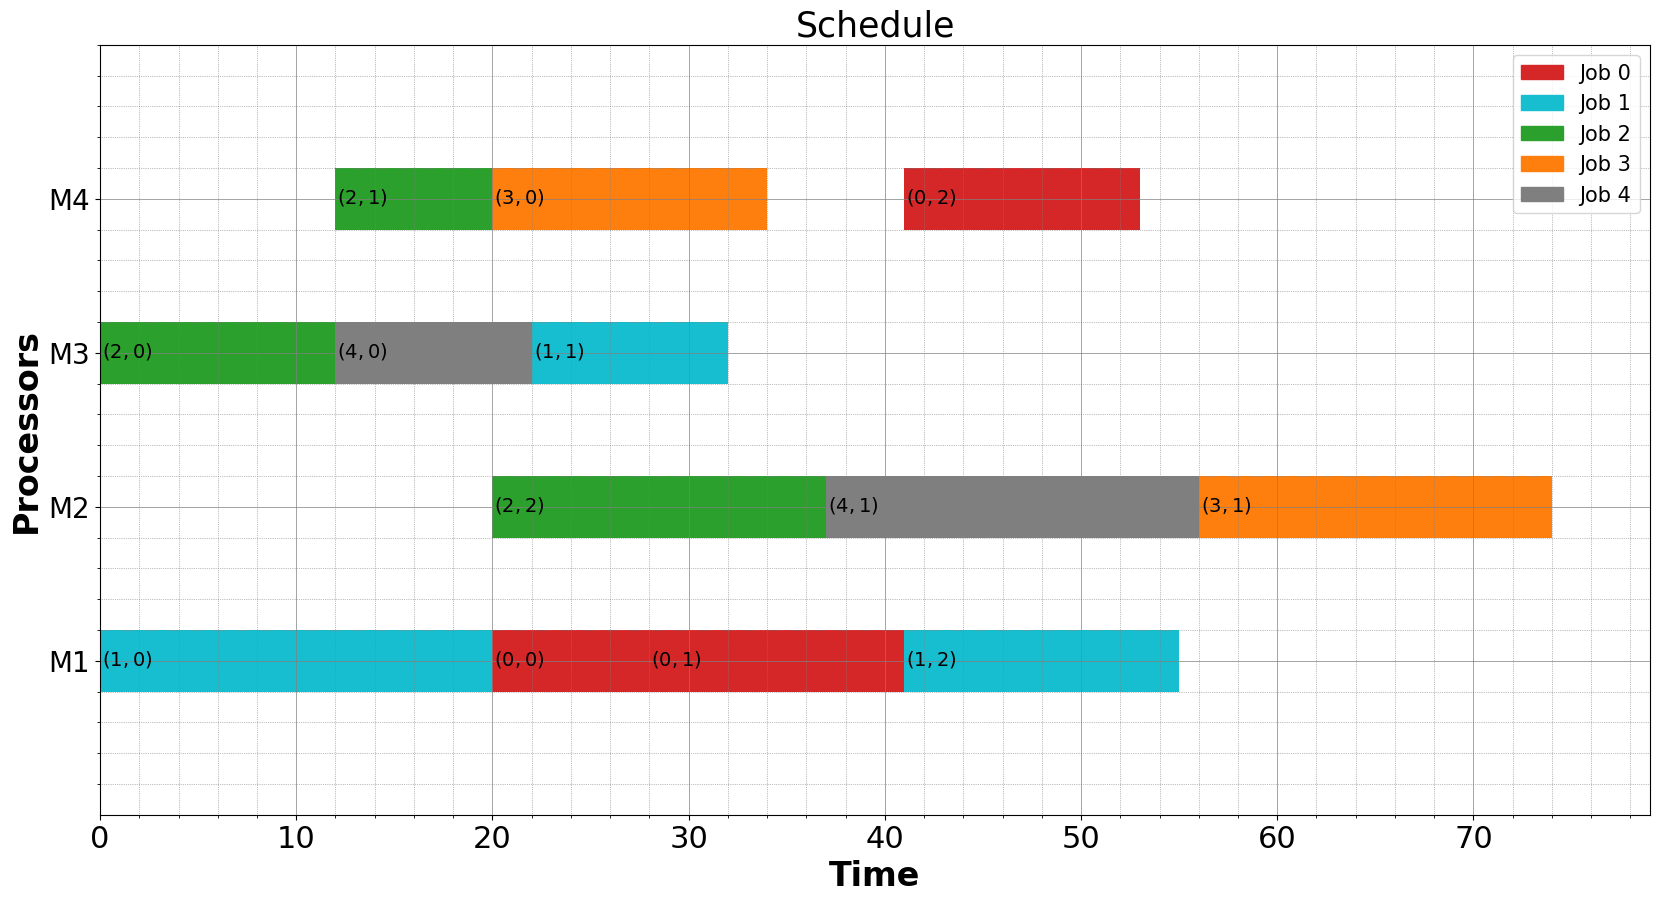 Schedule
Job 0
Job 1
Job 2
Job 3
Job 4
M4
(2, 1)
(3, 0)
(0, 2)
M3
(2, 0)
(4, 0)
(1, 1)
M2
(2, 2)
(4, 1)
(3, 1)
M1
(1, 0)
(0, 0)
(0, 1)
(1, 2)
Processors
0 10 20 30 40 50 60 70
Time